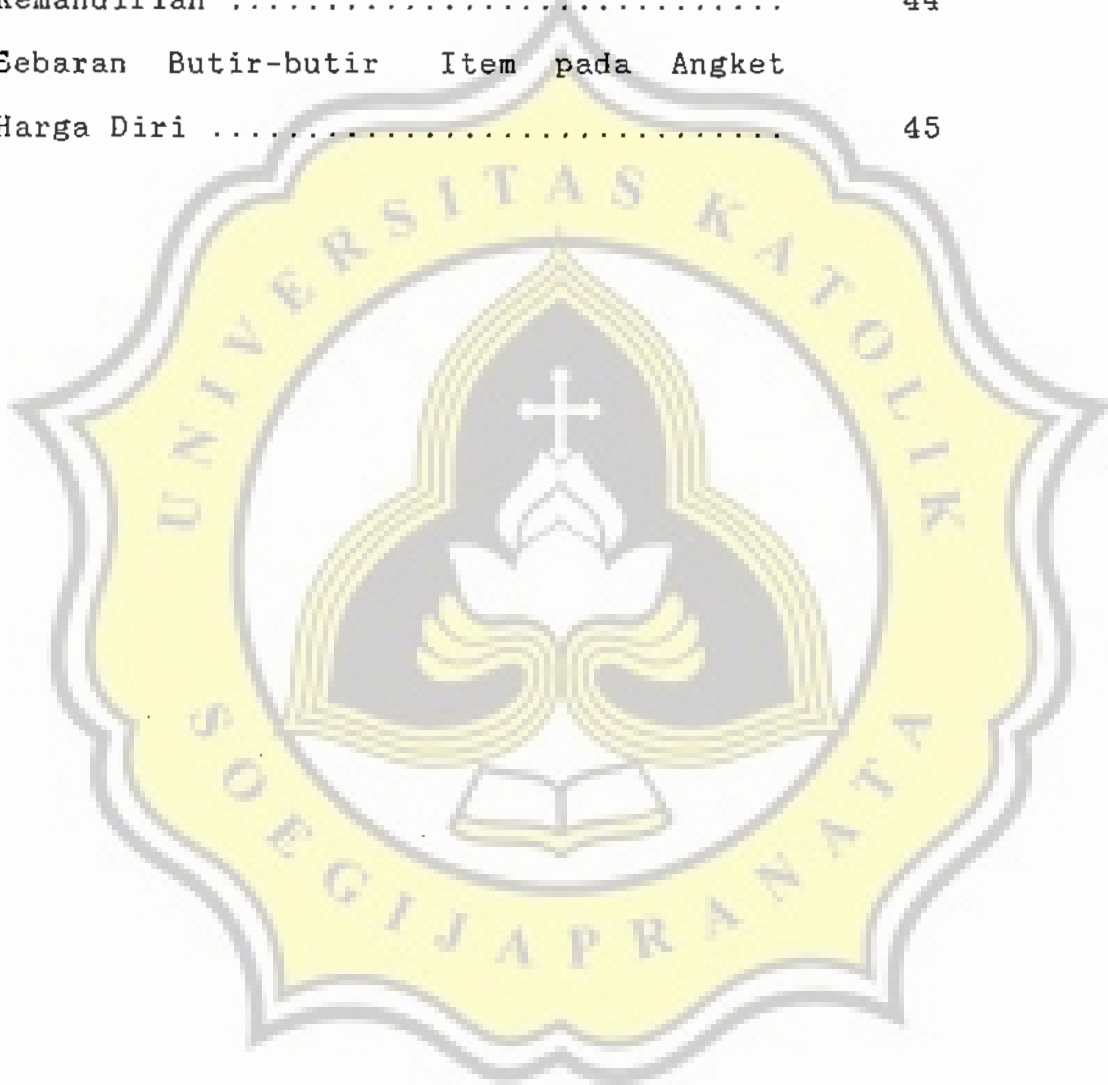 Kemandirian .............................. 44
Sebaran Butir-butir Item pada Angket
Harga Diri ............................... 45
UNIVERSITAS KATOLIK
SOEGIJAPRANATA